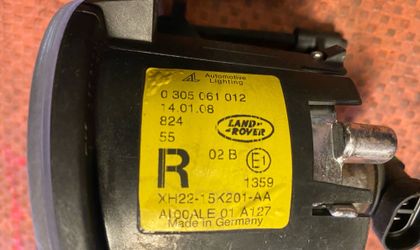 Automotive
Lighting
0 305 061 012
14.01.08
824
55
LAND-
ROVER
R
02 B
E1
1359
XH22-15K201-AA
AL00ALE 01 A127
Made in Germany